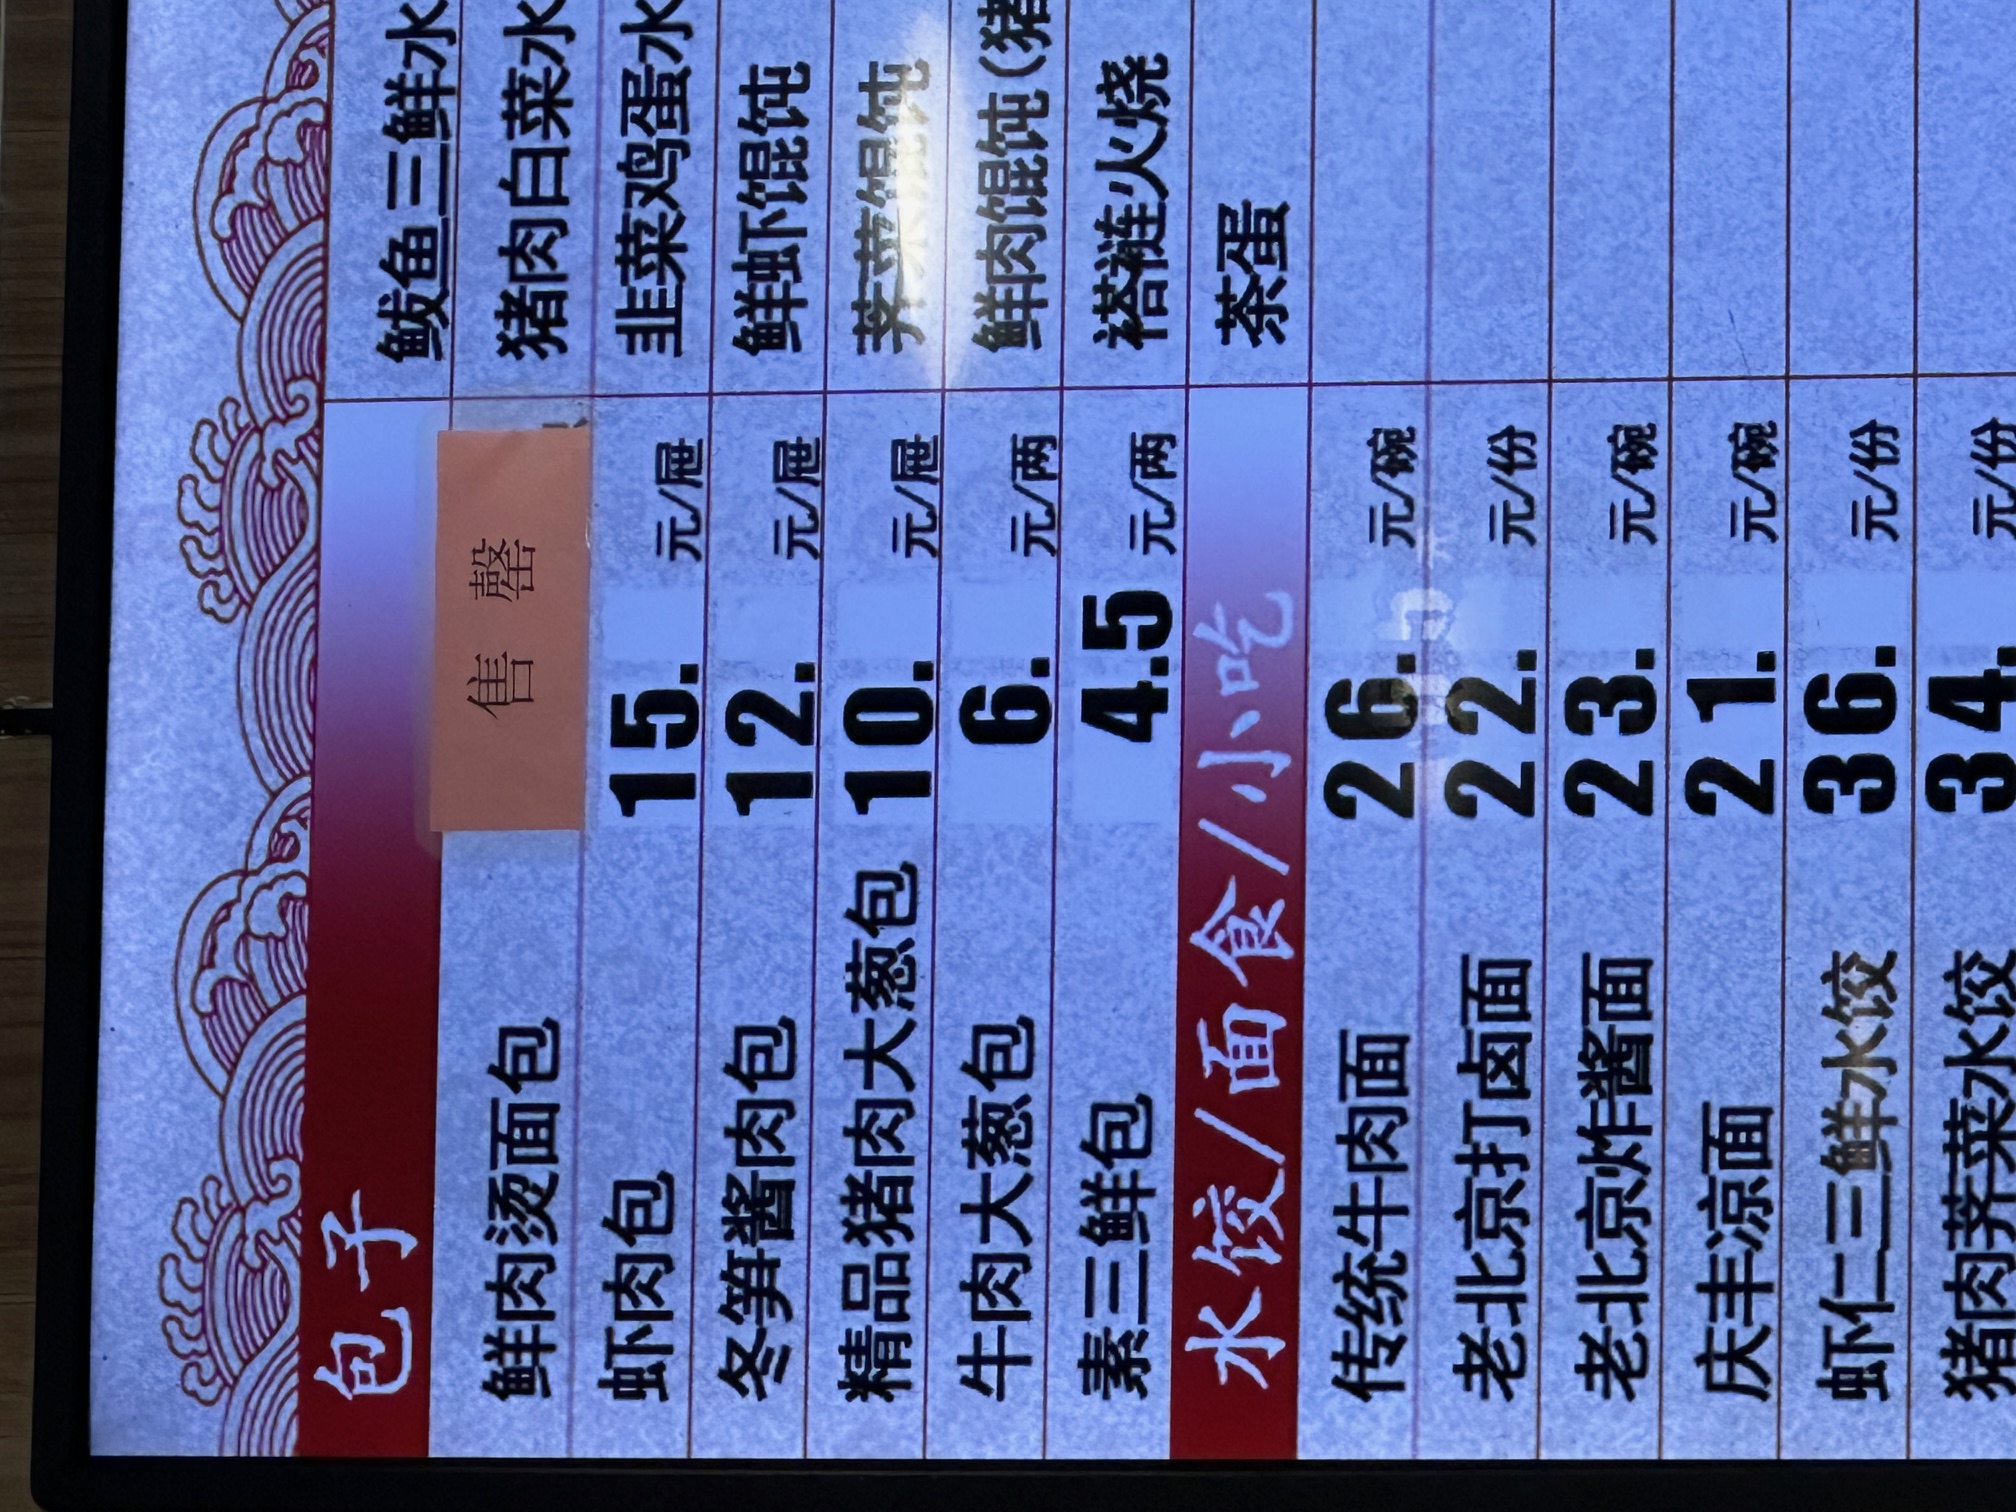 包子
鲜肉烫面包 售罄
虾肉包 15. 元/屉
冬笋酱肉包 12. 元/屉
精品猪肉大葱包 10. 元/屉
牛肉大葱包 6. 元/两
素三鲜包 4.5 元/两
水饺/面食/小吃
传统牛肉面 26. 元/碗
老北京打卤面 22. 元/份
老北京炸酱面 23. 元/碗
庆丰凉面 21. 元/碗
虾仁三鲜水饺 36. 元/份
猪肉荠菜水饺 34. 元/份
鲅鱼三鲜水
猪肉白菜水
韭菜鸡蛋水
鲜虾馄饨
荠菜馄饨
鲜肉馄饨(猪
褡裢火烧
茶蛋